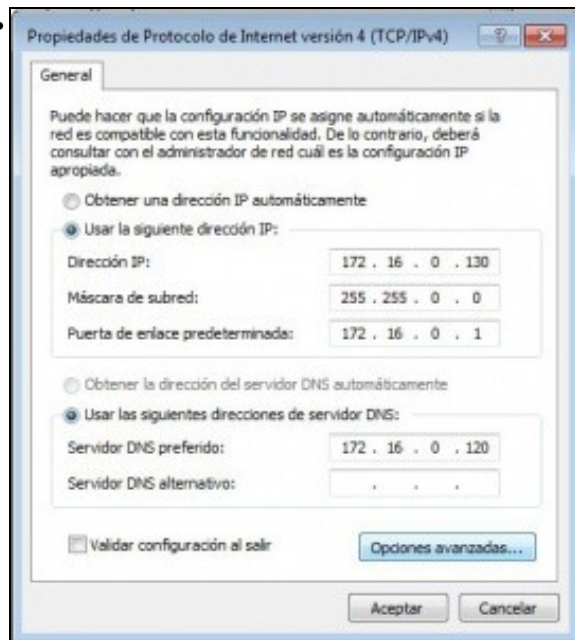 Propiedades de Protocolo de Internet versión 4 (TCP/IPv4)
General
Puede hacer que la configuración IP se asigne automáticamente si la
red es compatible con esta funcionalidad. De lo contrario, deberá
consultar con el administrador de red cuál es la configuración IP
apropiada.
Obtener una dirección IP automáticamente
Usar la siguiente dirección IP:
Dirección IP: 172 . 16 . 0 . 130
Máscara de subred: 255 . 255 . 0 . 0
Puerta de enlace predeterminada: 172 . 16 . 0 . 1
Obtener la dirección del servidor DNS automáticamente
Usar las siguientes direcciones de servidor DNS:
Servidor DNS preferido: 172 . 16 . 0 . 120
Servidor DNS alternativo: . . .
Validar configuración al salir
Opciones avanzadas...
Aceptar Cancelar